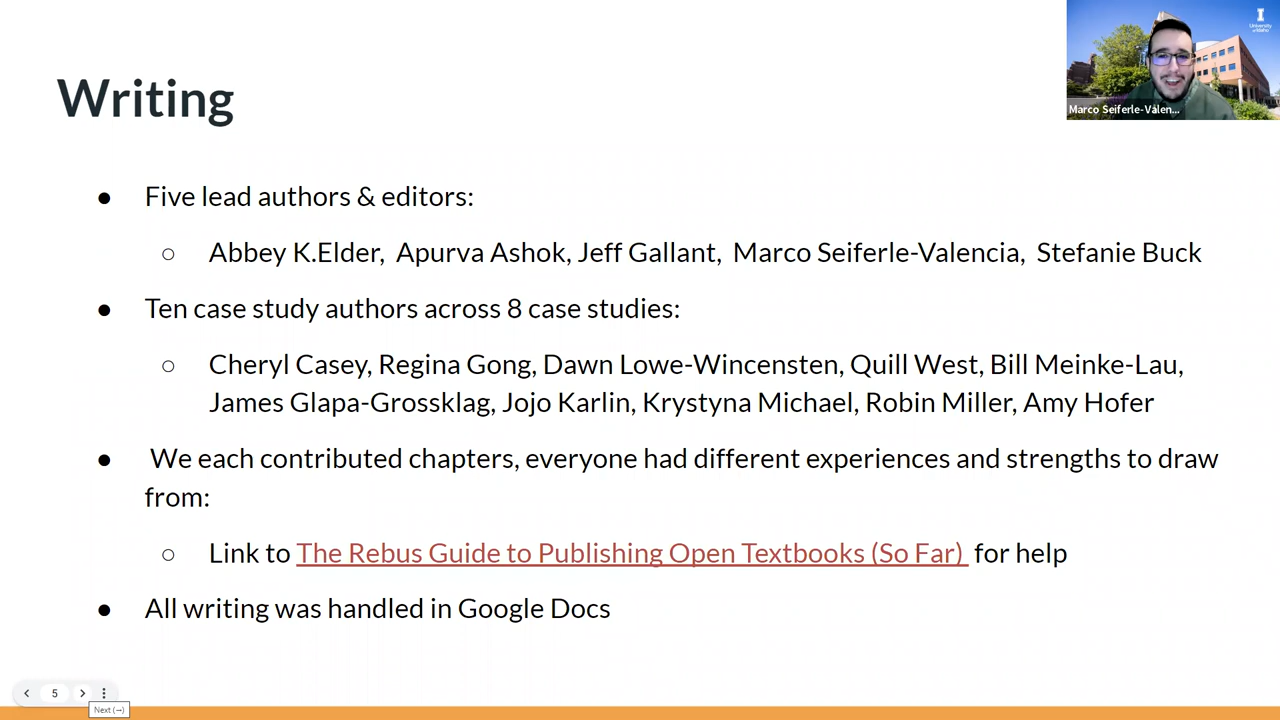 Writing
I
University
of Idaho
Marco Seiferle-Valen...
● Five lead authors & editors:
○ Abbey K.Elder, Apurva Ashok, Jeff Gallant, Marco Seiferle-Valencia, Stefanie Buck
● Ten case study authors across 8 case studies:
○ Cheryl Casey, Regina Gong, Dawn Lowe-Wincensten, Quill West, Bill Meinke-Lau,
James Glapa-Grossklag, Jojo Karlin, Krystyna Michael, Robin Miller, Amy Hofer
● We each contributed chapters, everyone had different experiences and strengths to draw
from:
○ Link to The Rebus Guide to Publishing Open Textbooks (So Far) for help
● All writing was handled in Google Docs
5
Next (→)